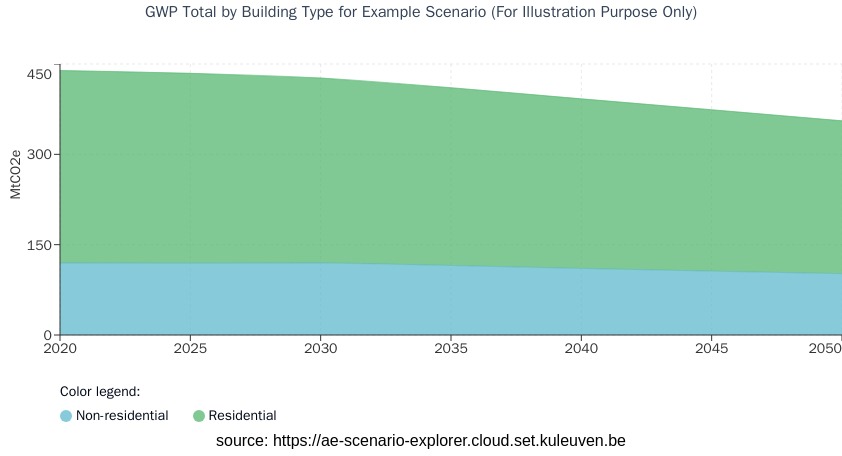 GWP Total by Building Type for Example Scenario (For Illustration Purpose Only)
450
300
150
0
MtCO2e
2020 2025 2030 2035 2040 2045 2050
Color legend:
Non-residential Residential
source: https://ae-scenario-explorer.cloud.set.kuleuven.be